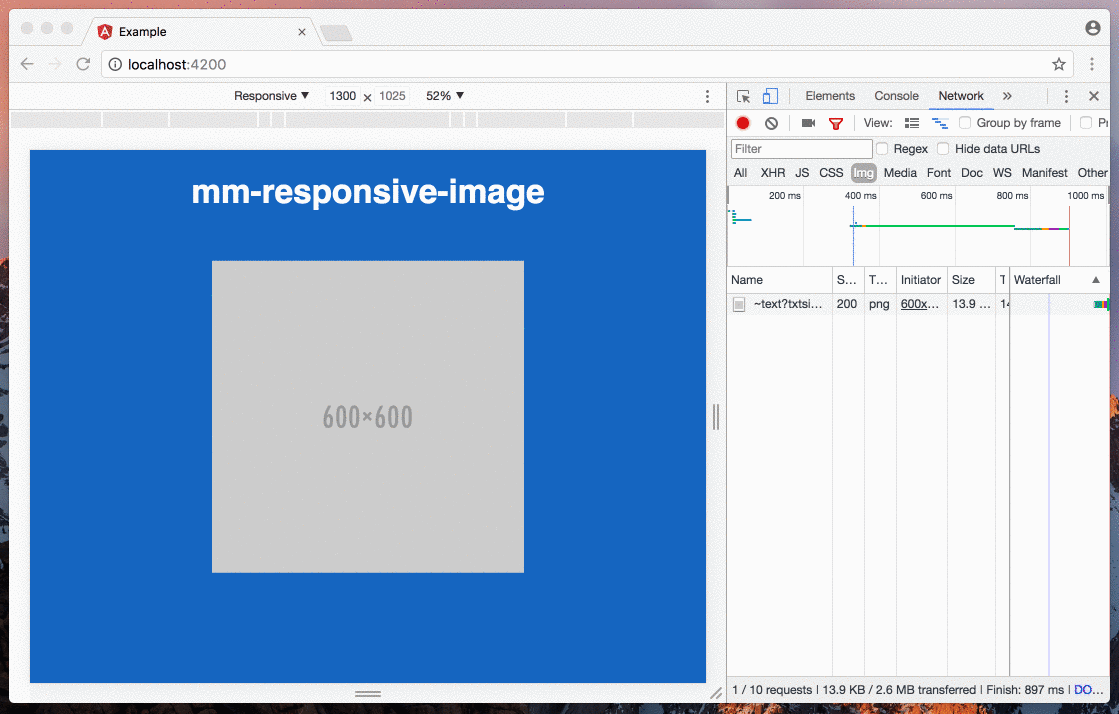 Example
localhost:4200
Responsive 1300 × 1025 52%
mm-responsive-image
600×600
Elements Console Network »
View: Group by frame Pr
Filter Regex Hide data URLs
All XHR JS CSS Img Media Font Doc WS Manifest Other
200 ms 400 ms 600 ms 800 ms 1000 ms
Name S... T... Initiator Size T Waterfall
~text?txtsi... 200 png 600x... 13.9 ... 14
1 / 10 requests | 13.9 KB / 2.6 MB transferred | Finish: 897 ms | DO...